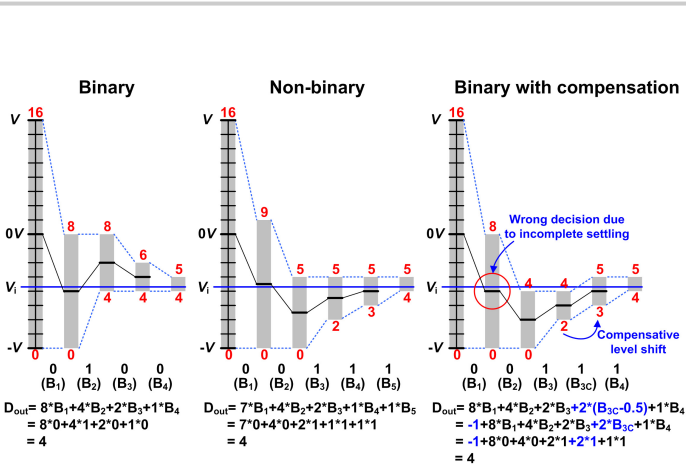 Binary
Non-binary
Binary with compensation
V 16
0V
Vi
-V 0
8
0
8
4
6
4
5
4
0 1 0 0
(B1) (B2) (B3) (B4)
Dout= 8*B1+4*B2+2*B3+1*B4
= 8*0+4*1+2*0+1*0
= 4
V 16
0V
Vi
-V 0
9
0
5
0
5
2
5
3
5
4
0 0 1 1 1
(B1) (B2) (B3) (B4) (B5)
Dout= 7*B1+4*B2+2*B3+1*B4+1*B5
= 7*0+4*0+2*1+1*1+1*1
= 4
V 16
0V
Vi
-V 0
8
0
4
0
4
2
5
3
5
4
Wrong decision due
to incomplete settling
Compensative
level shift
0 0 1 1 1
(B1) (B2) (B3) (B3C) (B4)
Dout= 8*B1+4*B2+2*B3+2*(B3C-0.5)+1*B4
= -1+8*B1+4*B2+2*B3+2*B3C+1*B4
= -1+8*0+4*0+2*1+2*1+1*1
= 4